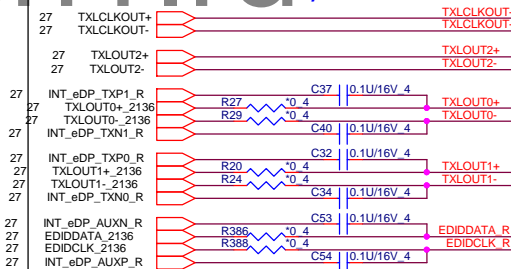 27 TXLCLKOUT+ TXLCLKOUT-
27 TXLCLKOUT- TXLCLKOUT-
27 TXLOUT2+ TXLOUT2+
27 TXLOUT2- TXLOUT2-
27 INT_eDP_TXP1_R C37 0.1U/16V_4
27 TXLOUT0+_2136 R27 *0_4 TXLOUT0+
27 TXLOUT0-_2136 R29 *0_4 TXLOUT0-
27 INT_eDP_TXN1_R C40 0.1U/16V_4
27 INT_eDP_TXP0_R C32 0.1U/16V_4
27 TXLOUT1+_2136 R20 *0_4 TXLOUT1+
27 TXLOUT1-_2136 R24 *0_4 TXLOUT1-
27 INT_eDP_TXN0_R C34 0.1U/16V_4
27 INT_eDP_AUXN_R C53 0.1U/16V_4
27 EDIDDATA_2136 R386 *0_4 EDIDDATA_R
27 EDIDCLK_2136 R388 *0_4 EDIDCLK_R
27 INT_eDP_AUXP_R C54 0.1U/16V_4